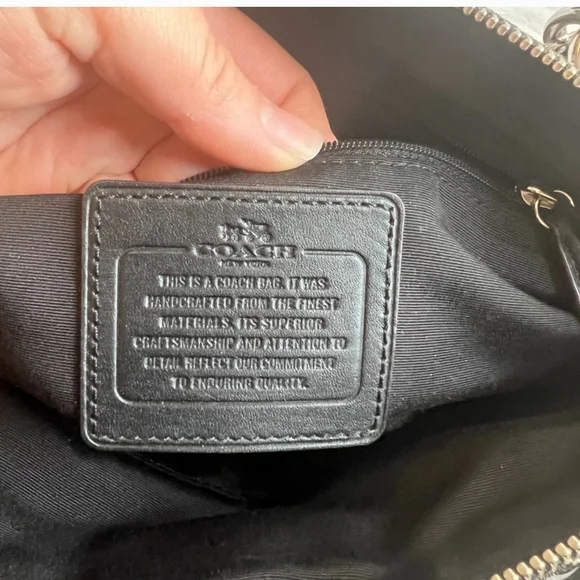 COACH
NEW YORK
THIS IS A COACH BAG. IT WAS
HANDCRAFTED FROM THE FINEST
MATERIALS. ITS SUPERIOR
CRAFTSMANSHIP AND ATTENTION TO
DETAIL REFLECT OUR COMMITMENT
TO ENDURING QUALITY.